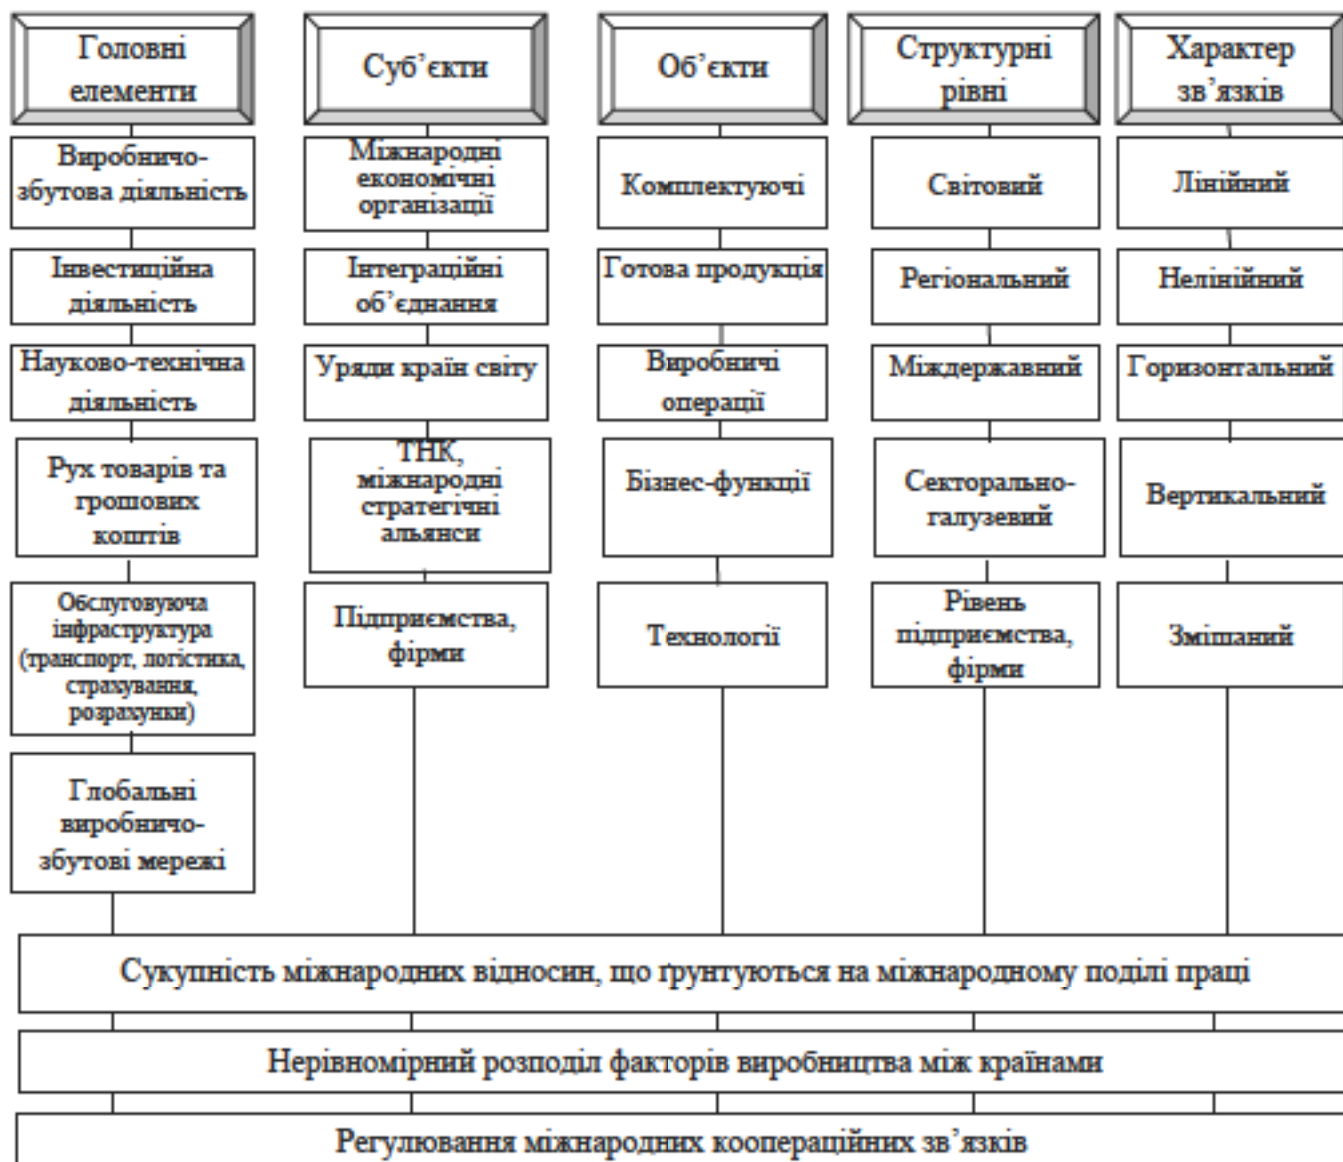 Головні
елементи
Суб’єкти
Об’єкти
Структурні
рівні
Характер
зв’язків
Виробничо-
збутова діяльність
Міжнародні
економічні
організації
Комплектуючі
Світовий
Лінійний
Інвестиційна
діяльність
Інтеграційні
об’єднання
Готова продукція
Регіональний
Нелінійний
Науково-технічна
діяльність
Уряди країн світу
Виробничі
операції
Міждержавний
Горизонтальний
Рух товарів та
грошових
коштів
ТНК,
міжнародні
стратегічні
альянси
Бізнес-функції
Секторально-
галузевий
Вертикальний
Обслуговуюча
інфраструктура
(транспорт, логістика,
страхування,
розрахунки)
Підприємства,
фірми
Технології
Рівень
підприємства,
фірми
Змішаний
Глобальні
виробничо-
збутові мережі
Сукупність міжнародних відносин, що ґрунтуються на міжнародному поділі праці
Нерівномірний розподіл факторів виробництва між країнами
Регулювання міжнародних коопераційних зв’язків